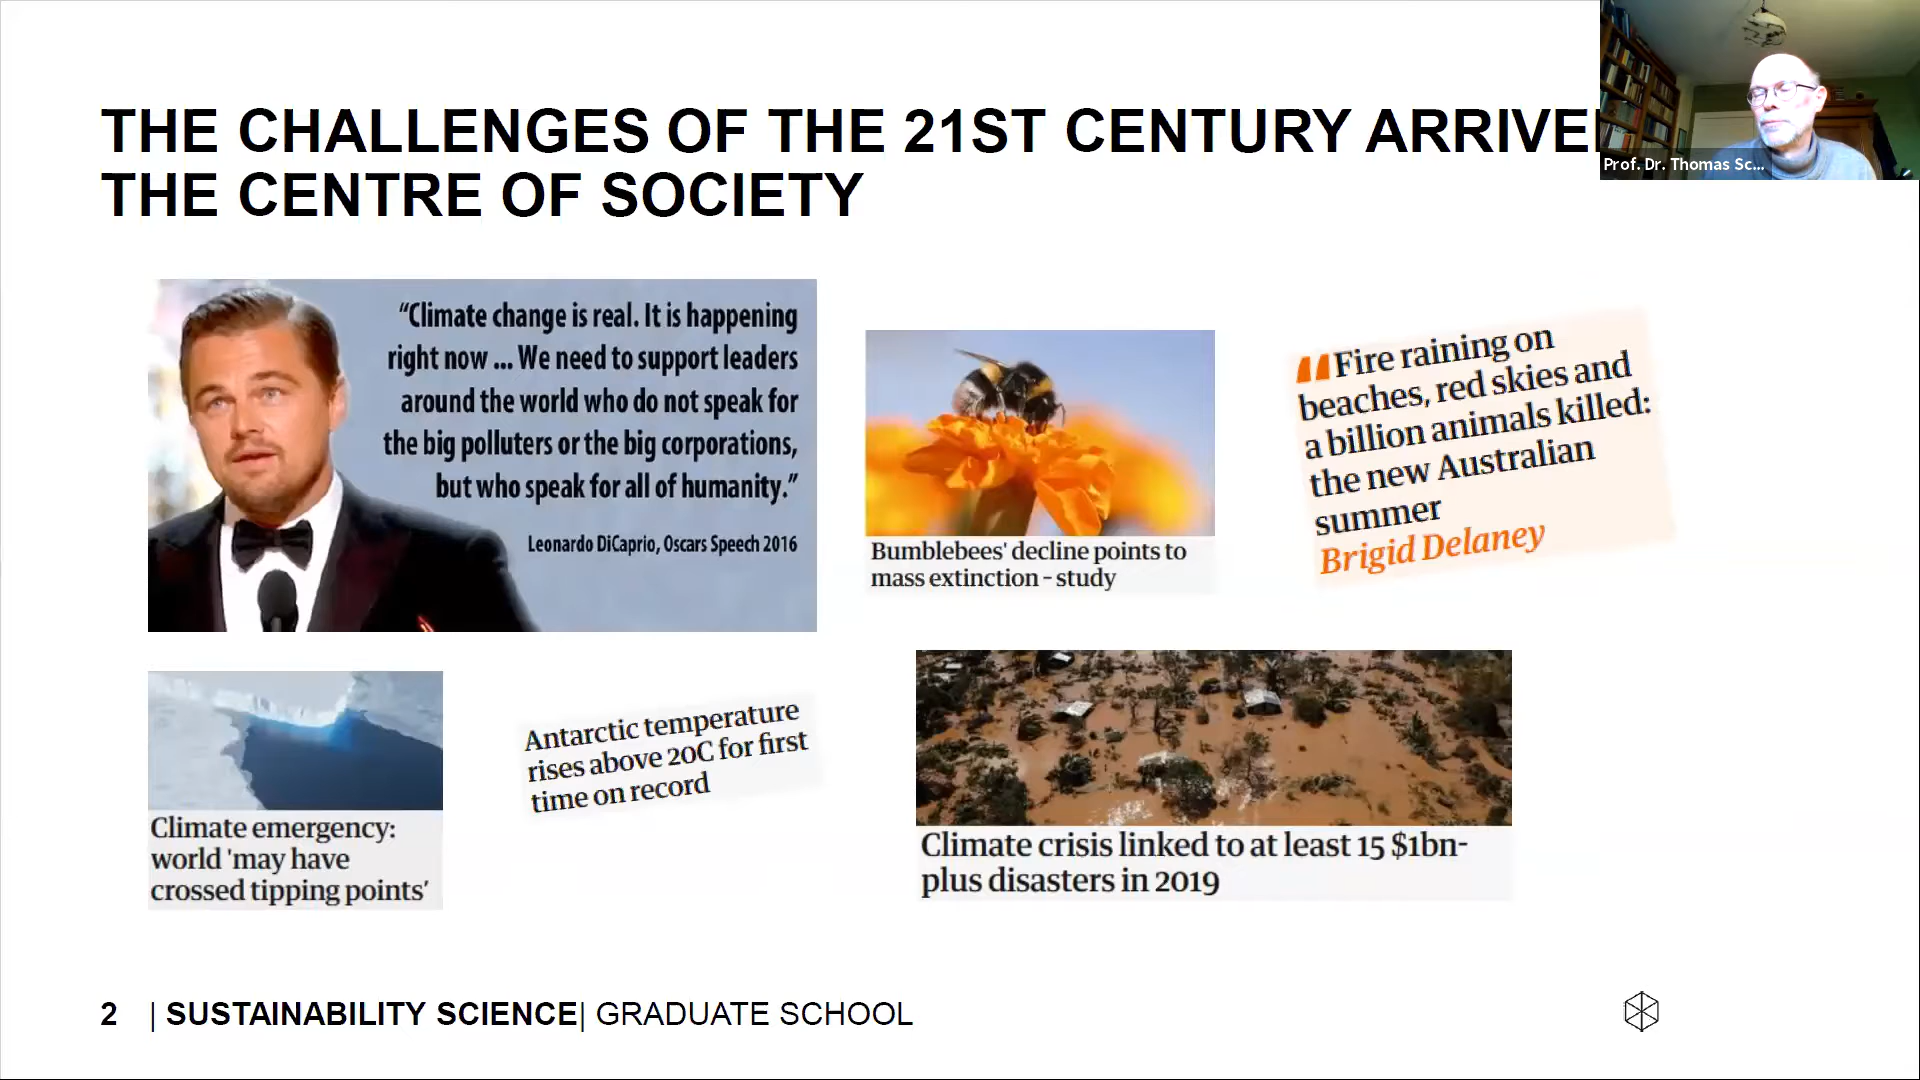 THE CHALLENGES OF THE 21ST CENTURY ARRIVE
THE CENTRE OF SOCIETY
Prof. Dr. Thomas Sc...
“Climate change is real. It is happening
right now ... We need to support leaders
around the world who do not speak for
the big polluters or the big corporations,
but who speak for all of humanity.”
Leonardo DiCaprio, Oscars Speech 2016
Bumblebees' decline points to
mass extinction – study
“Fire raining on
beaches, red skies and
a billion animals killed:
the new Australian
summer
Brigid Delaney
Climate emergency:
world 'may have
crossed tipping points’
Antarctic temperature
rises above 20C for first
time on record
Climate crisis linked to at least 15 $1bn-
plus disasters in 2019
2 | SUSTAINABILITY SCIENCE| GRADUATE SCHOOL